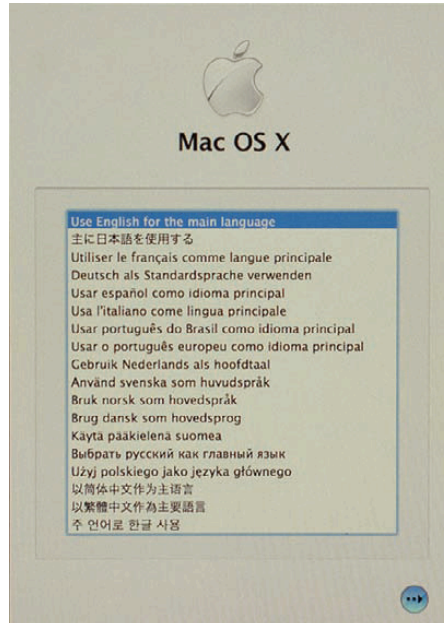 Mac OS X
Use English for the main language
主に日本語を使用する
Utiliser le français comme langue principale
Deutsch als Standardsprache verwenden
Usar español como idioma principal
Usa l'italiano come lingua principale
Usar português do Brasil como idioma principal
Usar o português europeu como idioma principal
Gebruik Nederlands als hoofdtaal
Använd svenska som huvudspråk
Bruk norsk som hovedspråk
Brug dansk som hovedsprog
Käytä pääkielenä suomea
Выбрать русский как главный язык
Użyj polskiego jako języka głównego
以简体中文作为主语言
以繁體中文作為主要語言
주 언어로 한글 사용